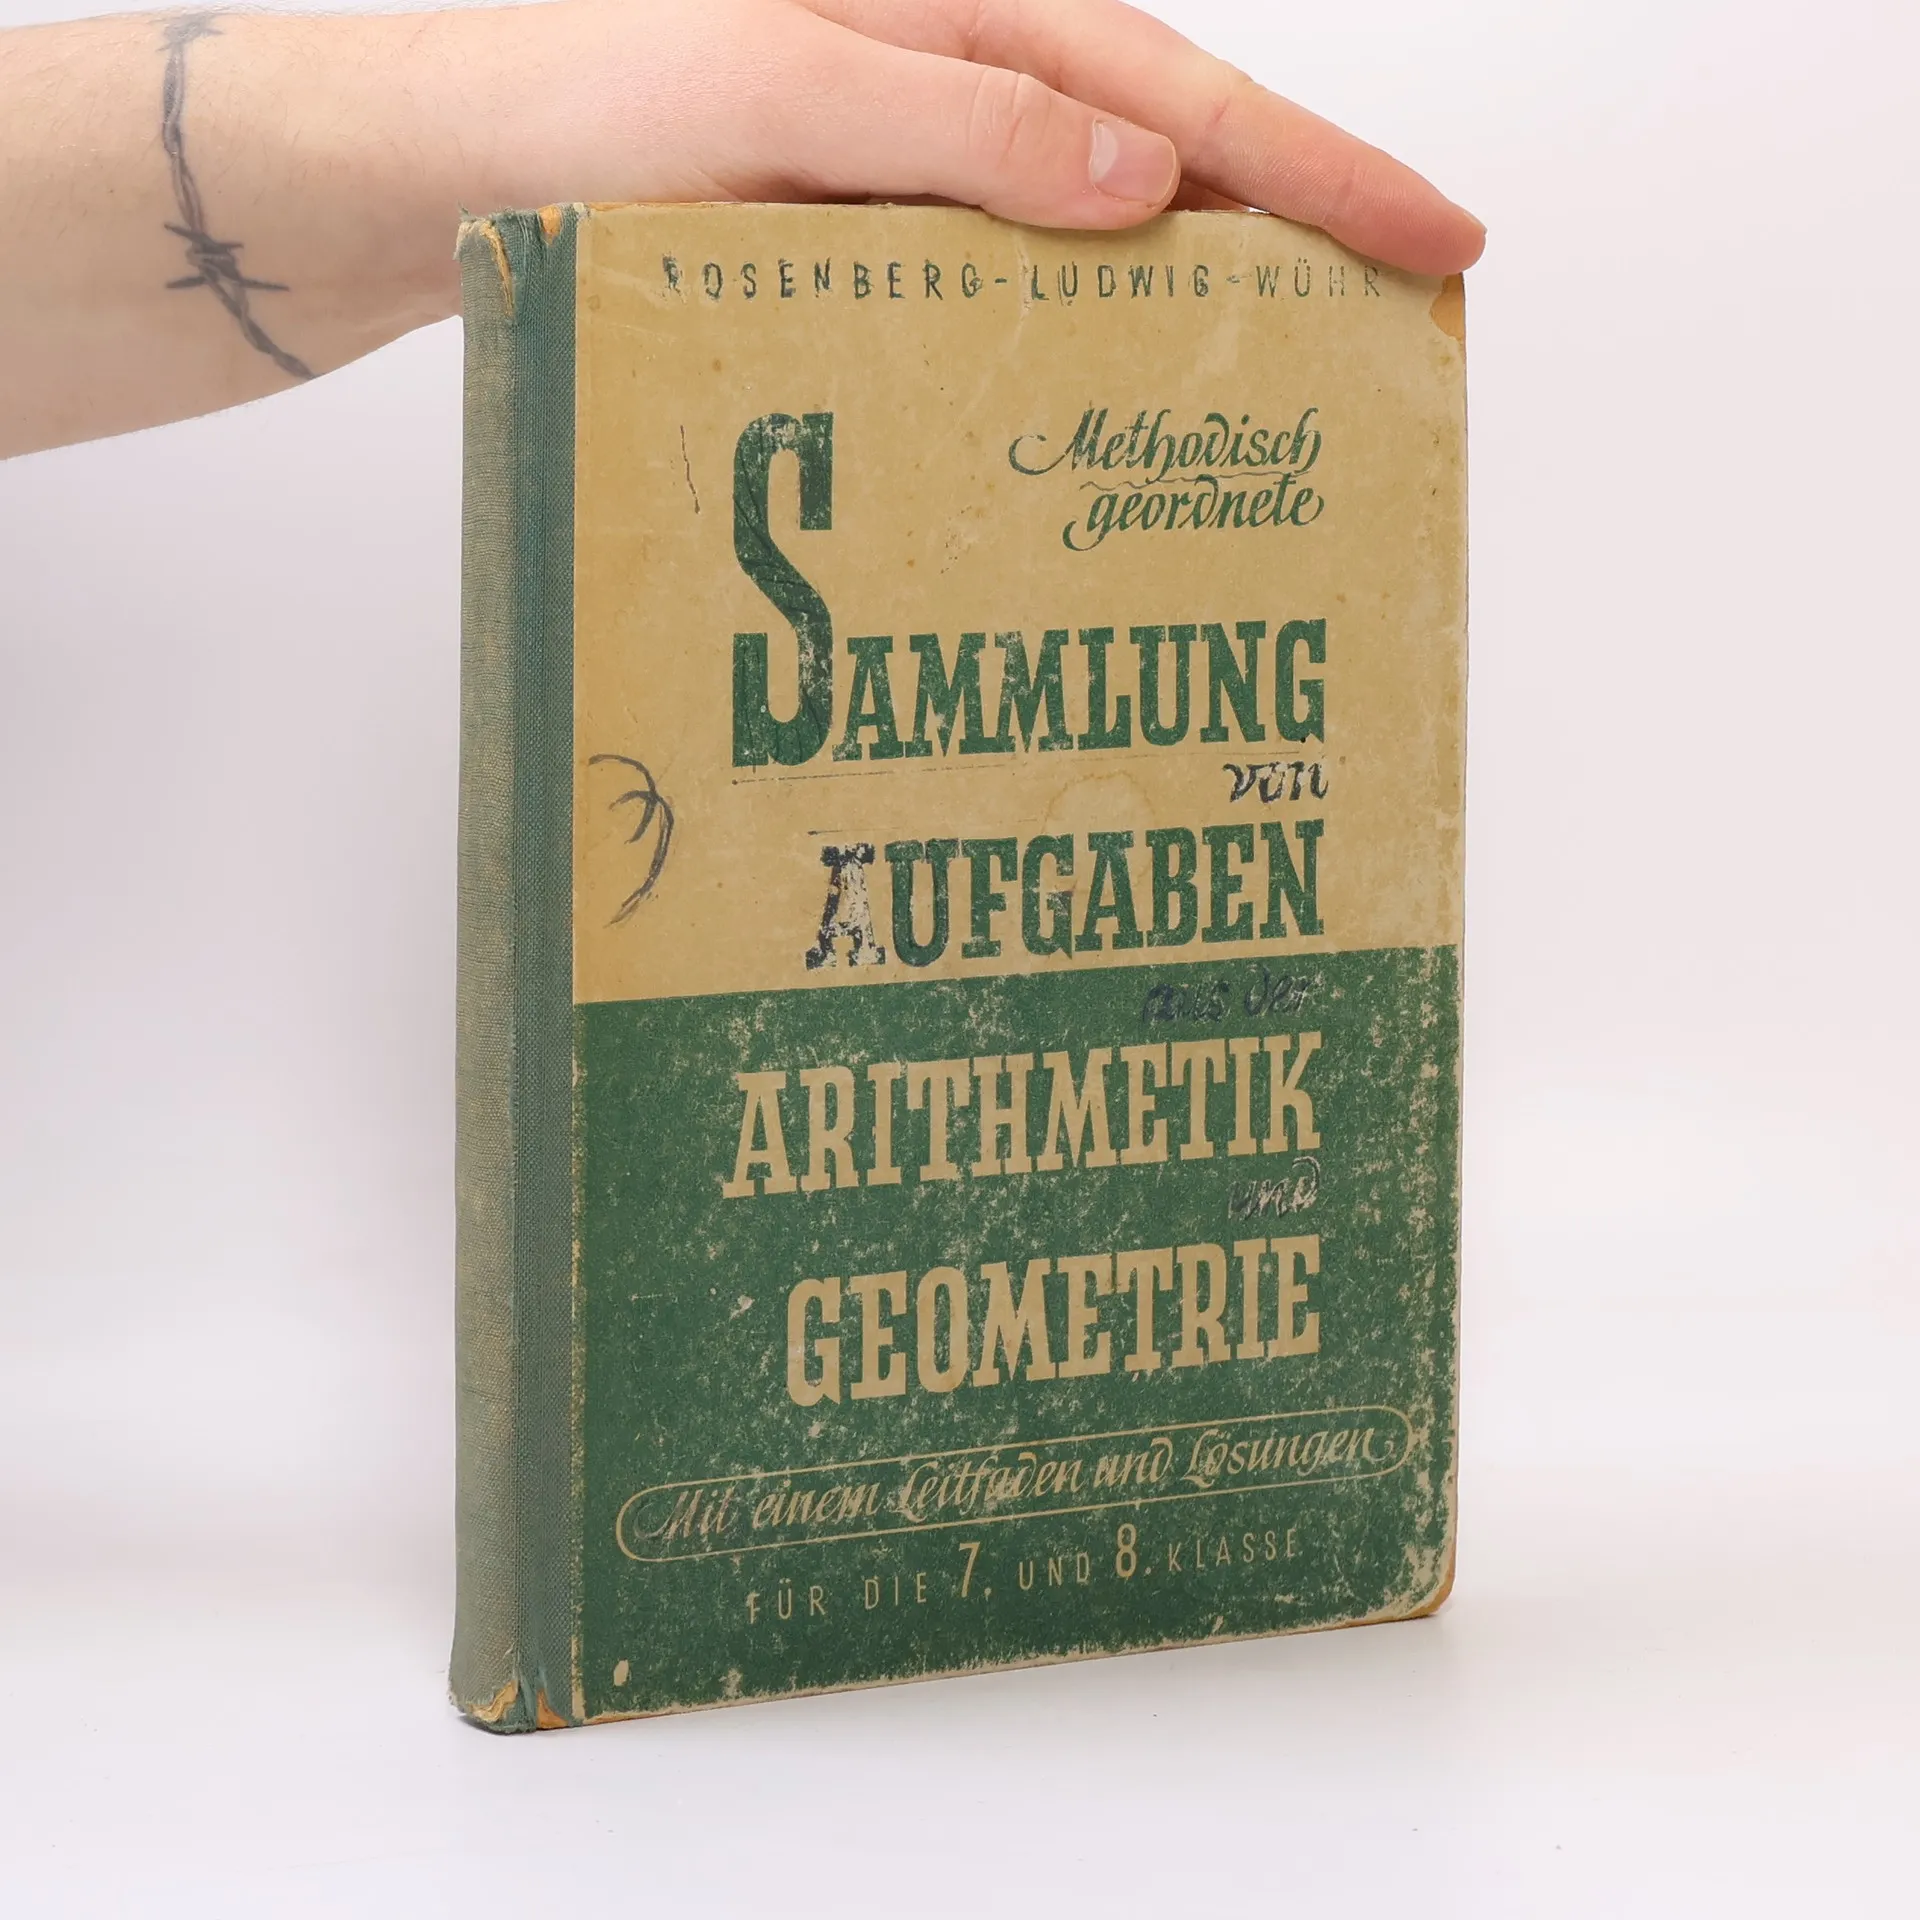 ROSENBERG-LUDWIG-WÜHR
Methodisch
geordnete
SAMMLUNG
von
AUFGABEN
aus der
ARITHMETIK
und
GEOMETRIE
Mit einem Leitfaden und Lösungen
FÜR DIE 7. UND 8. KLASSE